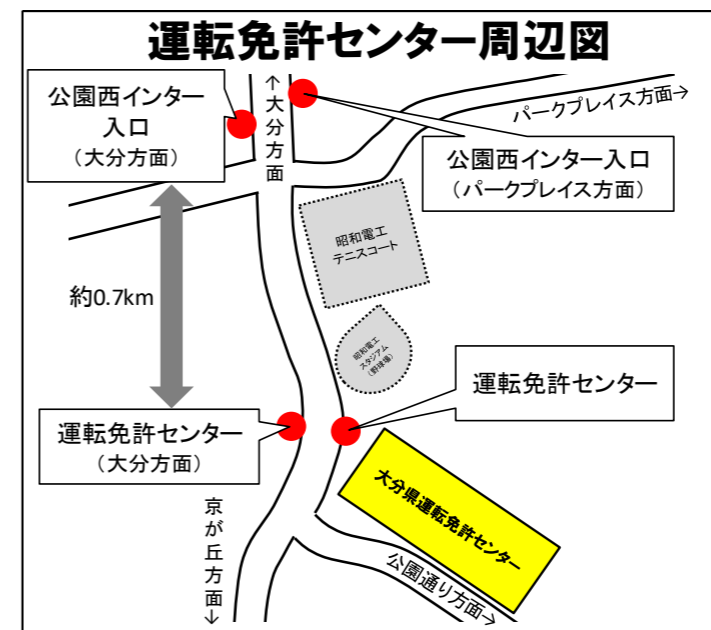 運転免許センター周辺図
公園西インター
入口
（大分方面）
↑大分方面
パークプレイス方面→
公園西インター入口
（パークプレイス方面）
昭和電工
テニスコート
約0.7km
昭和電工
スタジアム
（野球場）
運転免許センター
運転免許センター
（大分方面）
大分県運転免許センター
京が丘方面↓
公園通り方面→